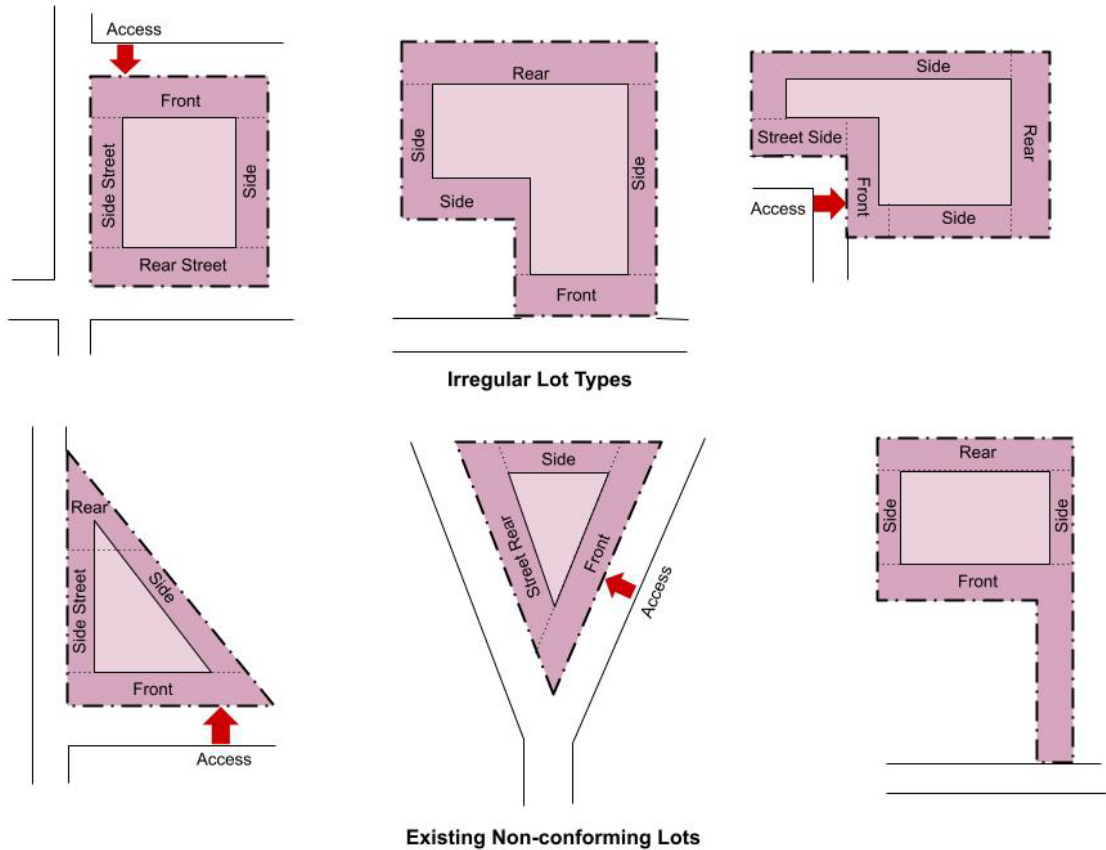 Access
Front
Side Street
Side
Rear Street
Rear
Side
Side
Side
Front
Side
Street Side
Rear
Front
Access
Side
Irregular Lot Types
Rear
Side
Side Street
Front
Access
Side
Street Rear
Front
Access
Rear
Side
Side
Front
Existing Non-conforming Lots